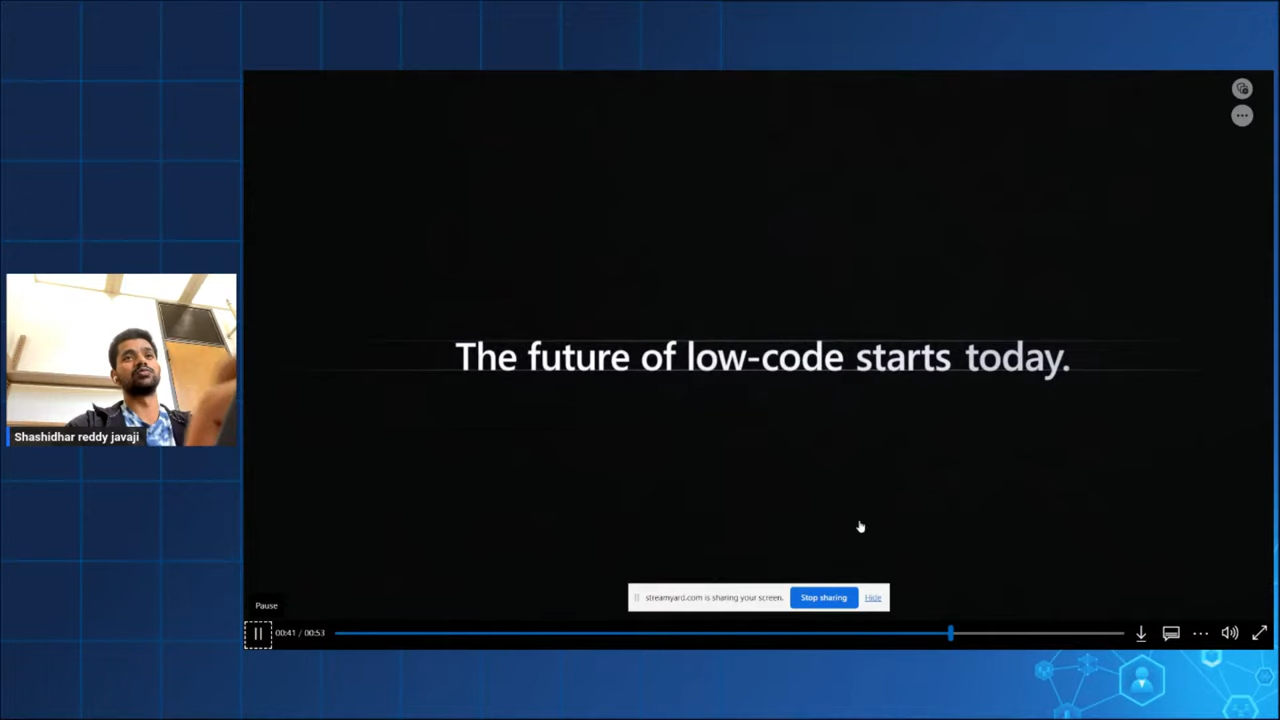 The future of low-code starts today.
Shashidhar reddy javaji
streamyard.com is sharing your screen. Stop sharing Hide
Pause
00:41 / 00:53